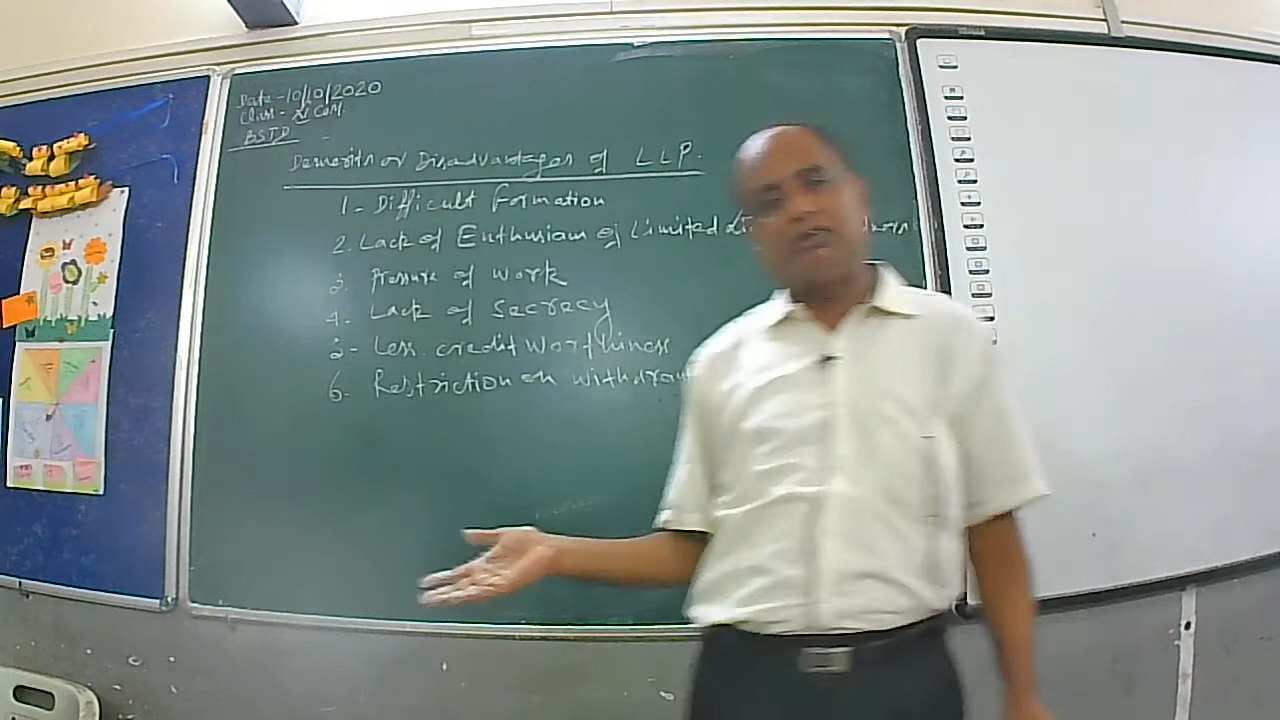 Date - 10/10/2020
Class - XI Com.
BSTD
Demerits or Disadvantages of LLP.
1 - Difficult Formation
2. Lack of Enthusiasm of Limited
3. Pressure of work
4. Lack of Secrecy
5 - Less credit worthiness
6. Restriction on withdraw